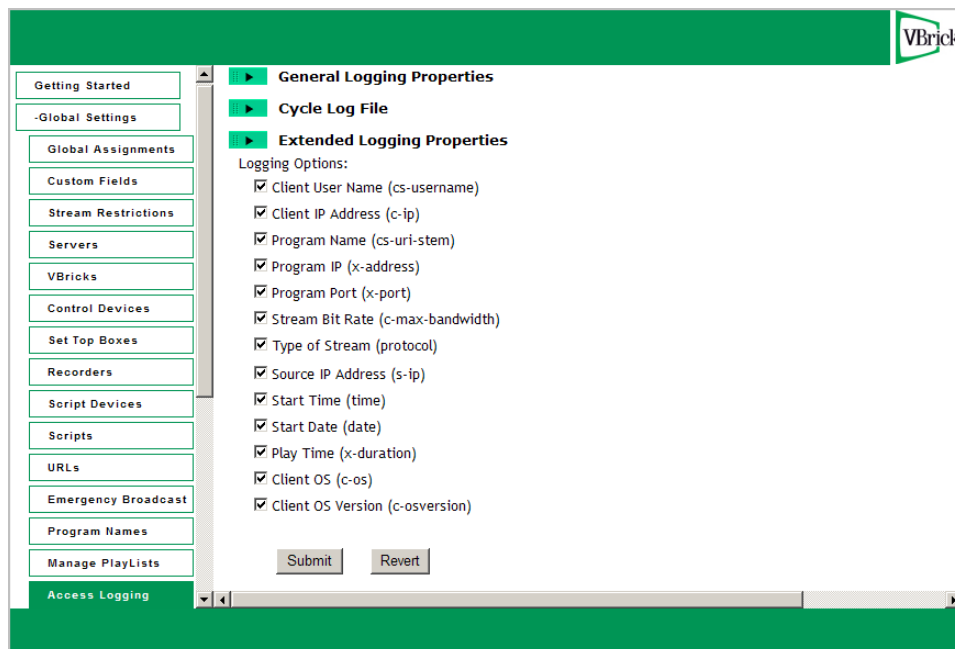 VBrick
Getting Started
-Global Settings
Global Assignments
Custom Fields
Stream Restrictions
Servers
VBricks
Control Devices
Set Top Boxes
Recorders
Script Devices
Scripts
URLs
Emergency Broadcast
Program Names
Manage PlayLists
Access Logging
General Logging Properties
Cycle Log File
Extended Logging Properties
Logging Options:
Client User Name (cs-username)
Client IP Address (c-ip)
Program Name (cs-uri-stem)
Program IP (x-address)
Program Port (x-port)
Stream Bit Rate (c-max-bandwidth)
Type of Stream (protocol)
Source IP Address (s-ip)
Start Time (time)
Start Date (date)
Play Time (x-duration)
Client OS (c-os)
Client OS Version (c-osversion)
Submit Revert